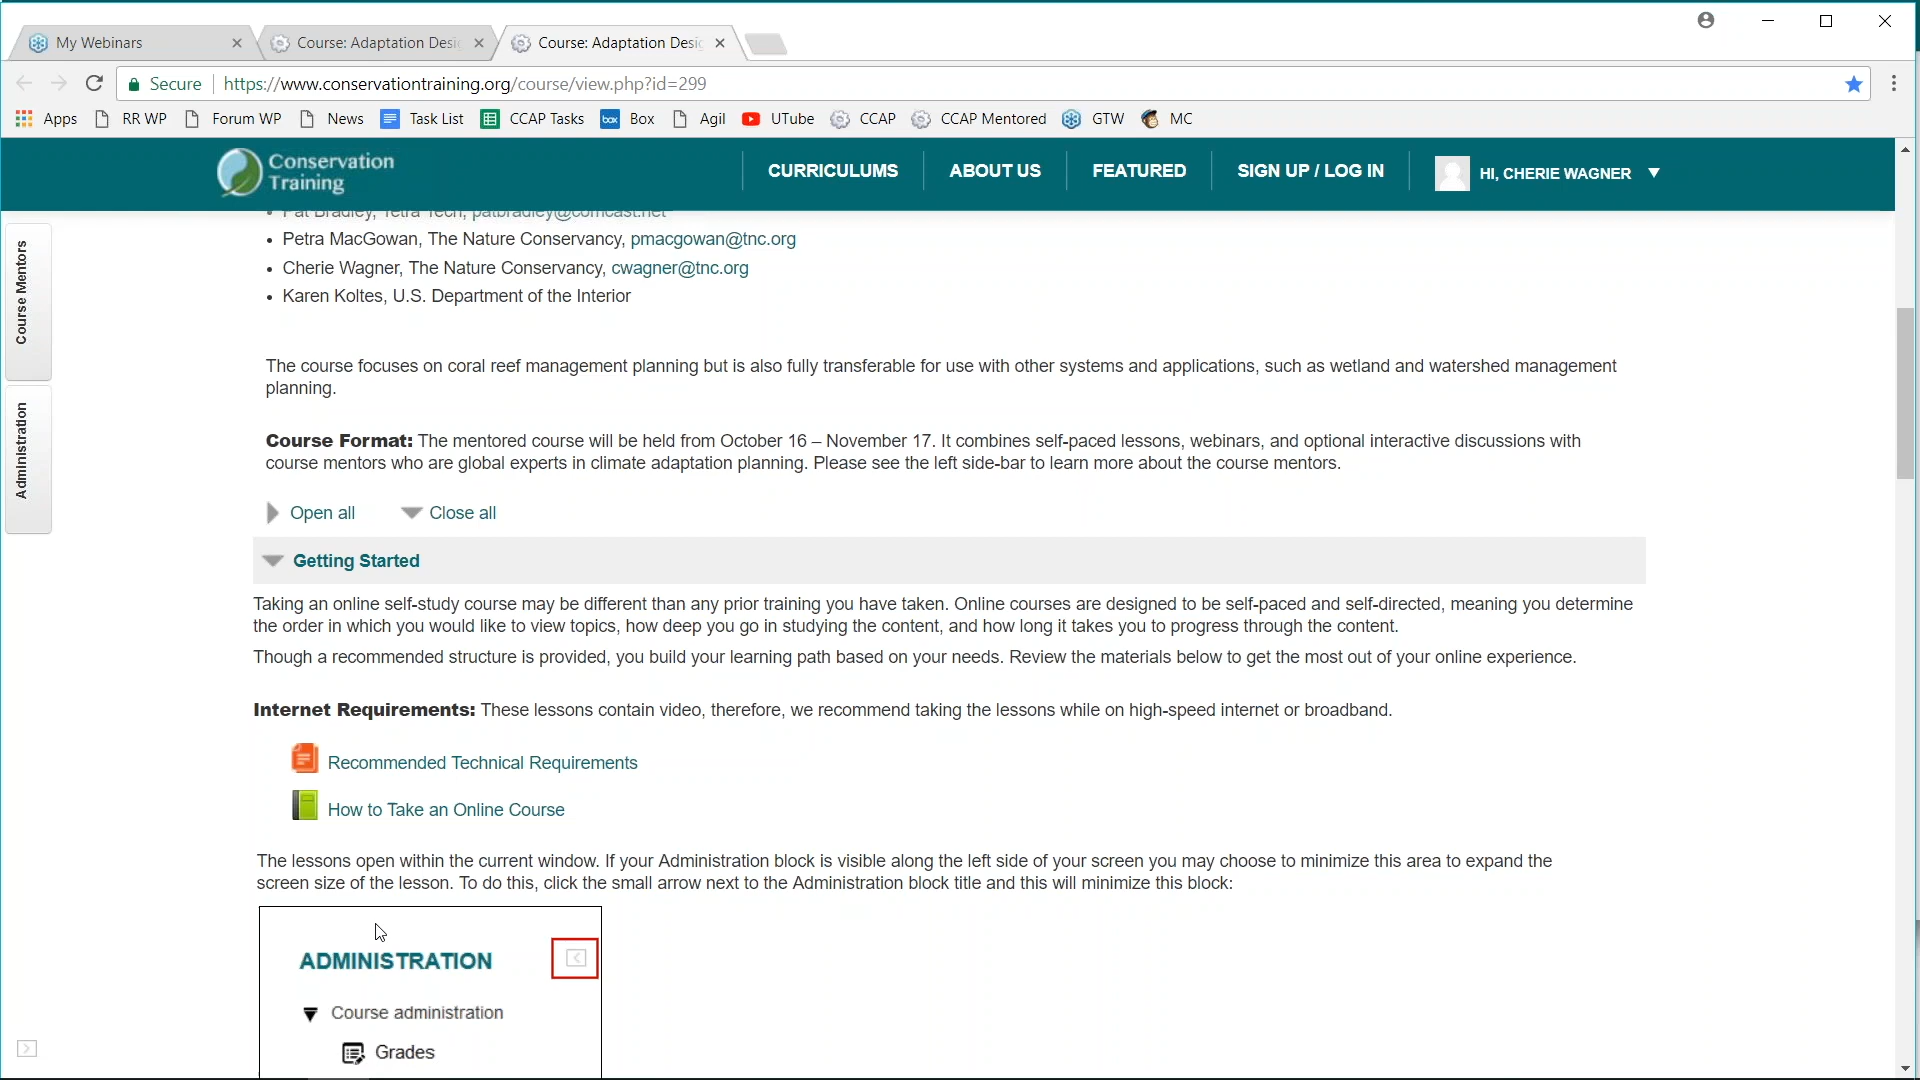 My Webinars
Course: Adaptation Desi
Course: Adaptation Desi
Secure
https://www.conservationtraining.org/course/view.php?id=299
Apps RR WP Forum WP News Task List CCAP Tasks box Box Agil UTube CCAP CCAP Mentored GTW MC
Conservation
Training
CURRICULUMS ABOUT US FEATURED SIGN UP / LOG IN HI, CHERIE WAGNER
Course Mentors
Administration
• Pat Bradley, Tetra Tech, patbradley@comcast.net
• Petra MacGowan, The Nature Conservancy, pmacgowan@tnc.org
• Cherie Wagner, The Nature Conservancy, cwagner@tnc.org
• Karen Koltes, U.S. Department of the Interior
The course focuses on coral reef management planning but is also fully transferable for use with other systems and applications, such as wetland and watershed management
planning.
Course Format: The mentored course will be held from October 16 – November 17. It combines self-paced lessons, webinars, and optional interactive discussions with
course mentors who are global experts in climate adaptation planning. Please see the left side-bar to learn more about the course mentors.
Open all Close all
Getting Started
Taking an online self-study course may be different than any prior training you have taken. Online courses are designed to be self-paced and self-directed, meaning you determine
the order in which you would like to view topics, how deep you go in studying the content, and how long it takes you to progress through the content.
Though a recommended structure is provided, you build your learning path based on your needs. Review the materials below to get the most out of your online experience.
Internet Requirements: These lessons contain video, therefore, we recommend taking the lessons while on high-speed internet or broadband.
Recommended Technical Requirements
How to Take an Online Course
The lessons open within the current window. If your Administration block is visible along the left side of your screen you may choose to minimize this area to expand the
screen size of the lesson. To do this, click the small arrow next to the Administration block title and this will minimize this block:
ADMINISTRATION
Course administration
Grades